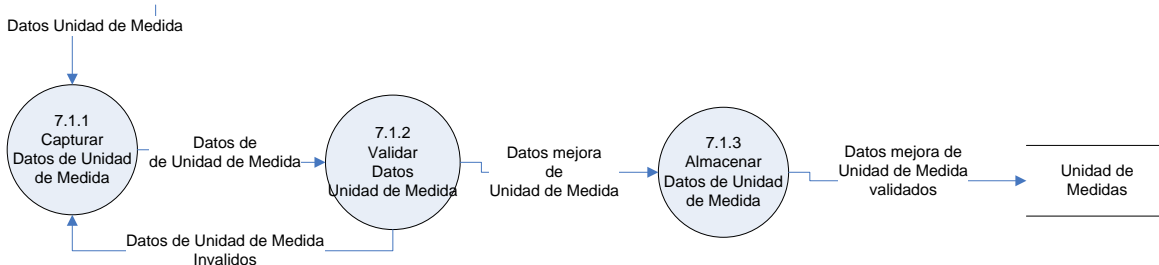 Datos Unidad de Medida
7.1.1
Capturar
Datos de Unidad
de Medida
Datos de
de Unidad de Medida
7.1.2
Validar
Datos
Unidad de Medida
Datos mejora
de
Unidad de Medida
7.1.3
Almacenar
Datos de Unidad
de Medida
Datos mejora de
Unidad de Medida
validados
Unidad de
Medidas
Datos de Unidad de Medida
Invalidos